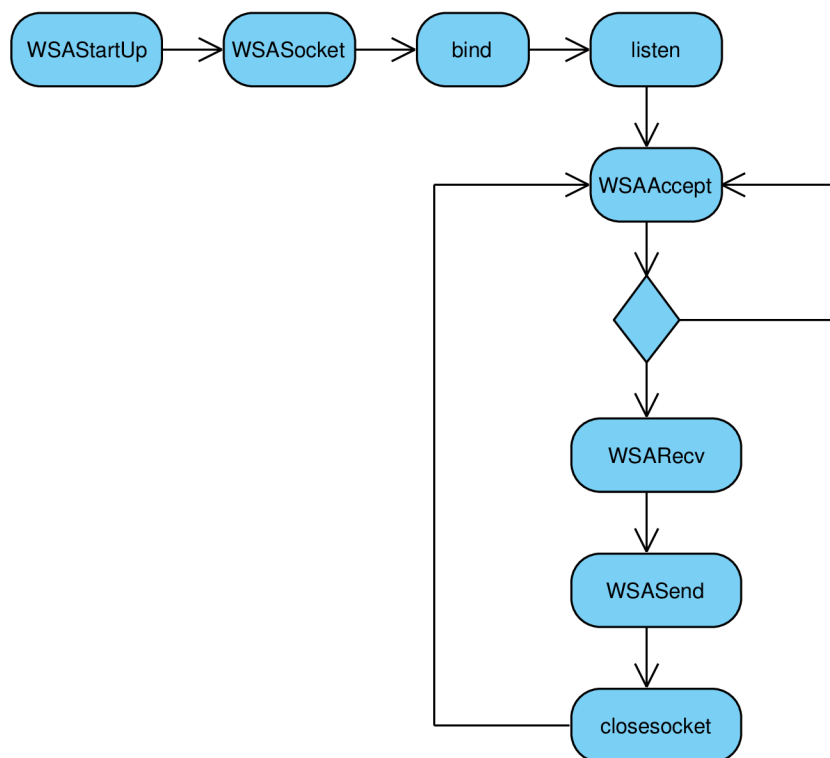 WSAStartUp
WSASocket
bind
listen
WSAAccept
WSARecv
WSASend
closesocket